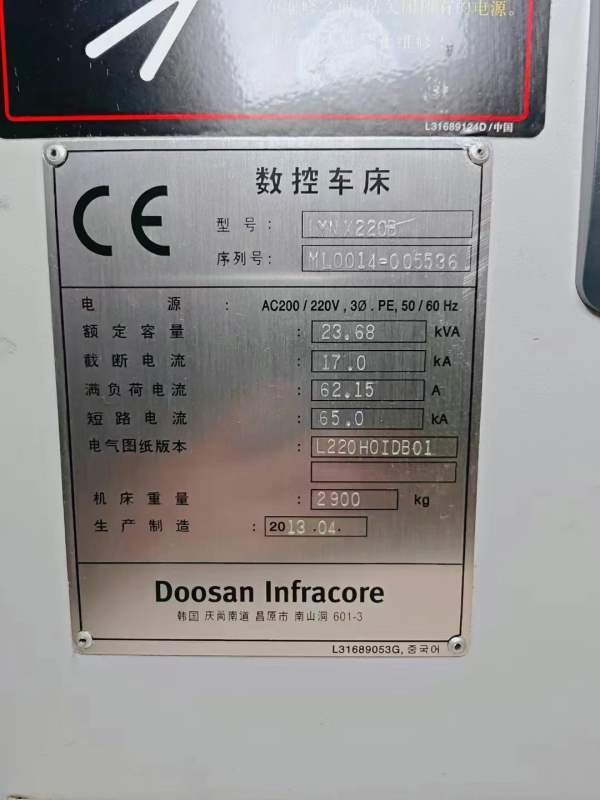 的电源。
L31689124D/中国
CE
数控车床
型号:
序列号: ML0014-005536
电源: AC200/220V, 3Ø. PE, 50/60 Hz
额定容量: 23.68 kVA
截断电流: 17.0 kA
满负荷电流: 62.15 A
短路电流: 65.0 kA
电气图纸版本: L220H0IDB01
机床重量: 2900 kg
生产制造: 2013.04.
Doosan Infracore
韩国 庆尚南道 昌原市 南山洞 601-3
L31689053G, 중국어